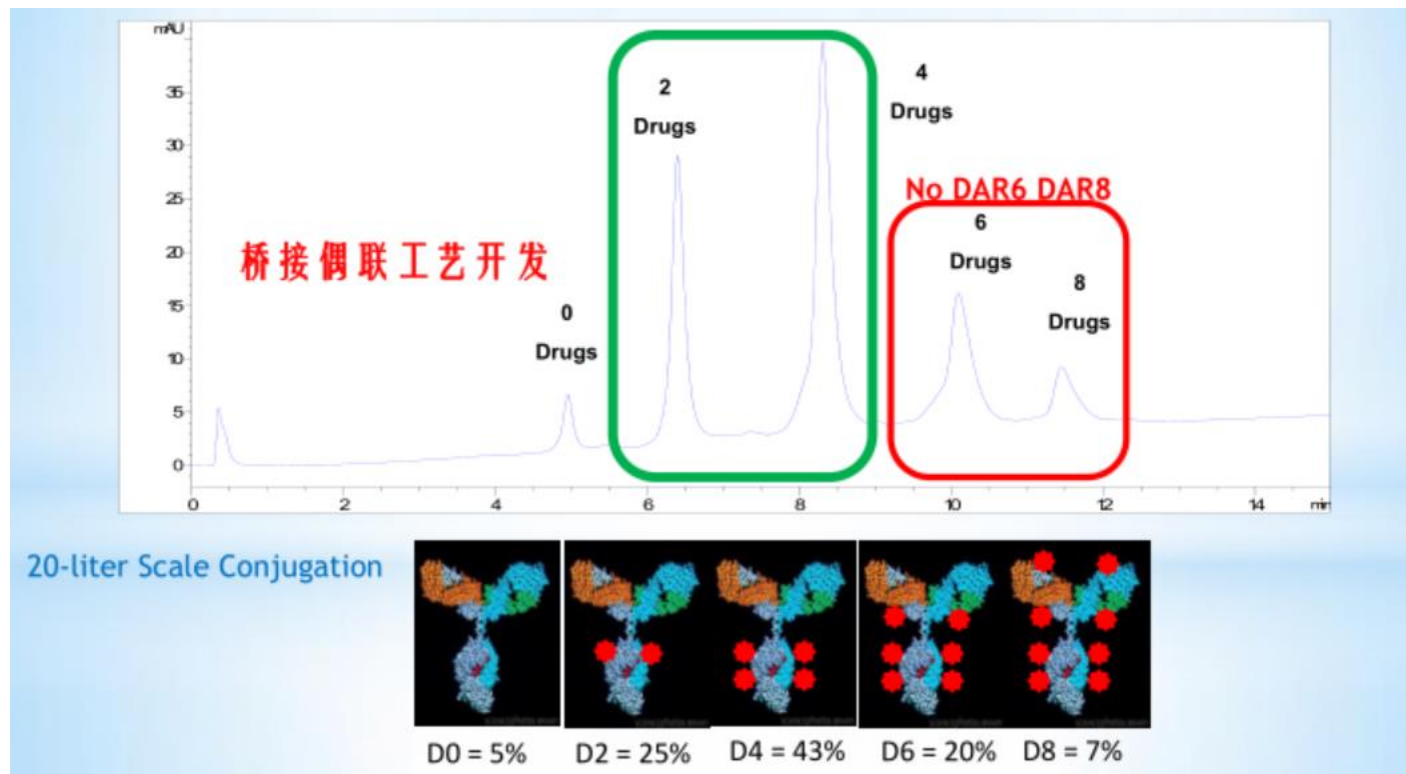 mAU
35
30
25
20
15
10
5
0
0
2
4
6
8
10
12
14
min
桥接偶联工艺开发
0
Drugs
2
Drugs
4
Drugs
No DAR6 DAR8
6
Drugs
8
Drugs
20-liter Scale Conjugation
D0 = 5%
D2 = 25%
D4 = 43%
D6 = 20%
D8 = 7%